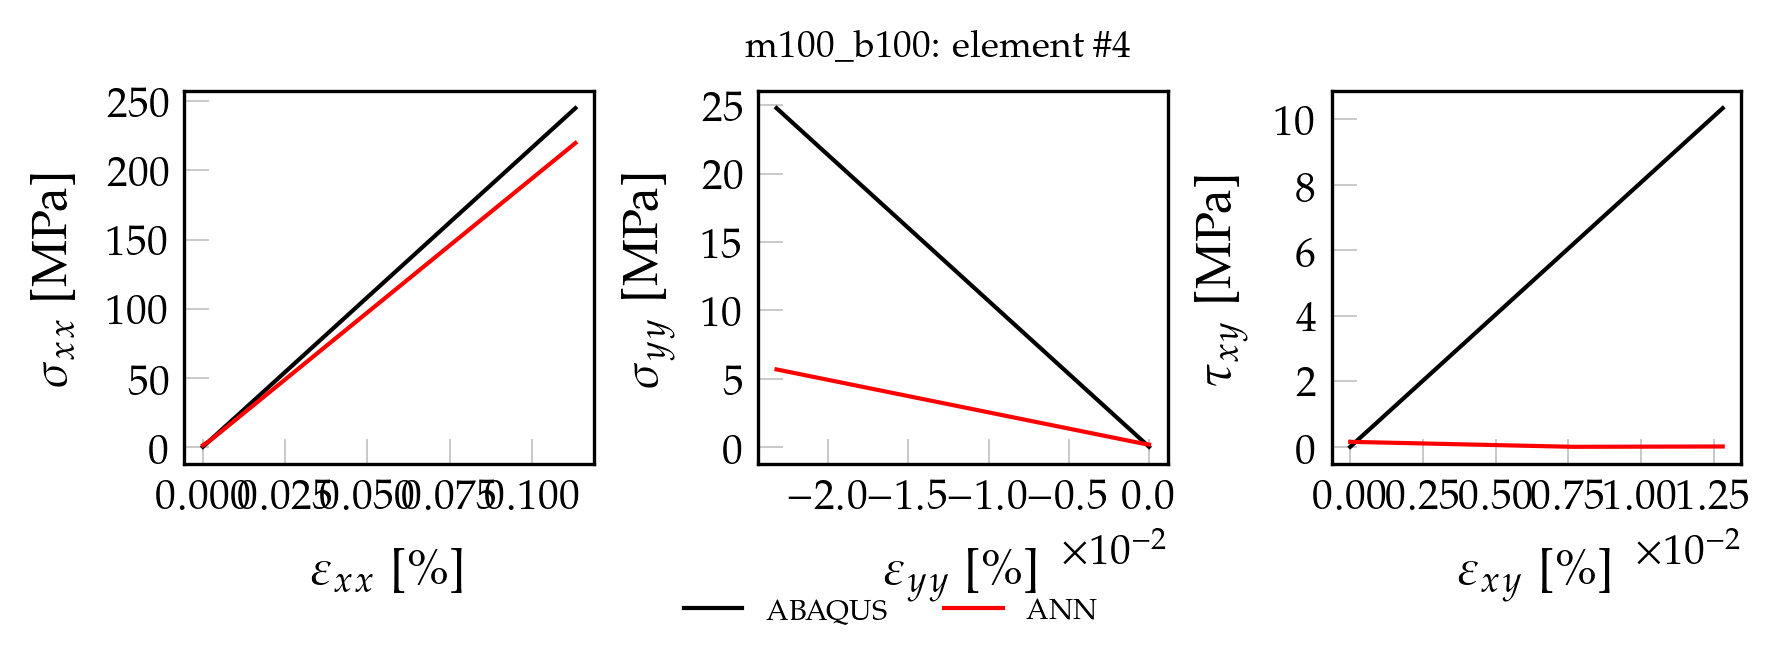 m100_b100: element #4
σxx [MPa]
250
200
150
100
50
0
0.000 0.025 0.050 0.075 0.100
εxx [%]
σyy [MPa]
25
20
15
10
5
0
−2.0 −1.5 −1.0 −0.5 0.0
×10⁻²
εyy [%]
τxy [MPa]
10
8
6
4
2
0
0.00 0.25 0.50 0.75 1.00 1.25
×10⁻²
εxy [%]
ABAQUS ANN